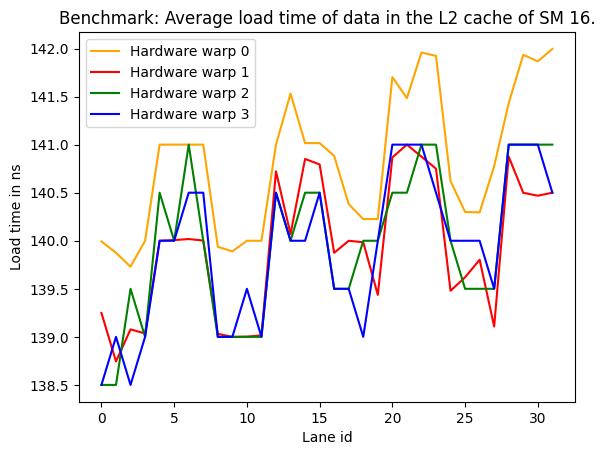 Benchmark: Average load time of data in the L2 cache of SM 16.
Hardware warp 0
Hardware warp 1
Hardware warp 2
Hardware warp 3
Load time in ns
142.0
141.5
141.0
140.5
140.0
139.5
139.0
138.5
0 5 10 15 20 25 30
Lane id